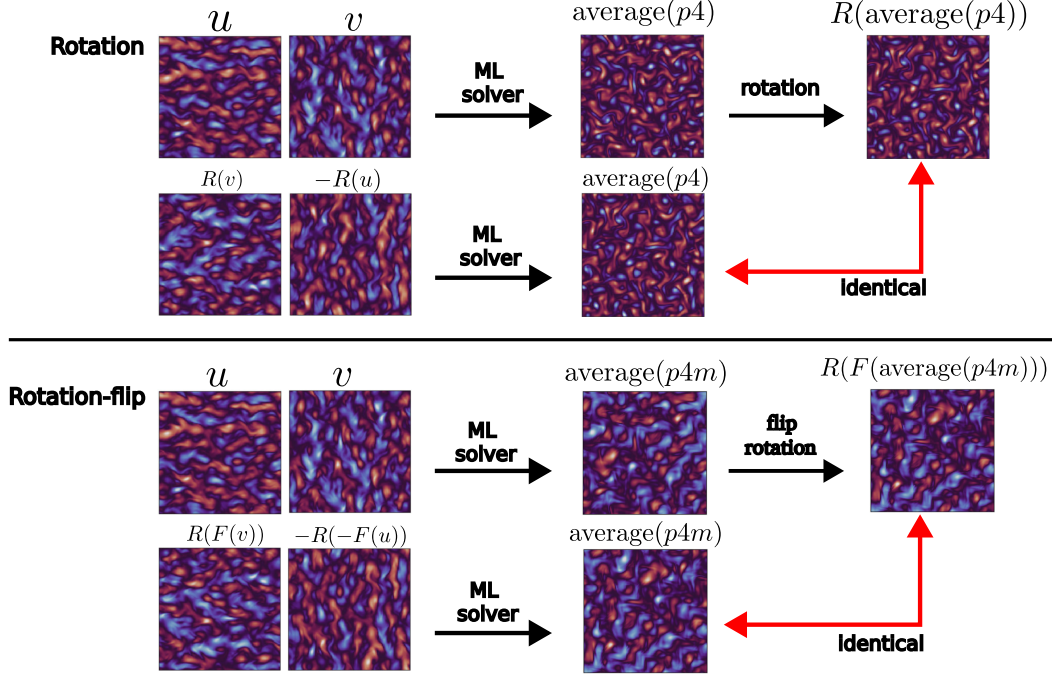 u v average(p4) R(average(p4))
Rotation
ML
solver
rotation
R(v) −R(u) average(p4)
ML
solver
identical
u v average(p4m) R(F(average(p4m)))
Rotation-flip
ML
solver
flip
rotation
R(F(v)) −R(−F(u)) average(p4m)
ML
solver
identical